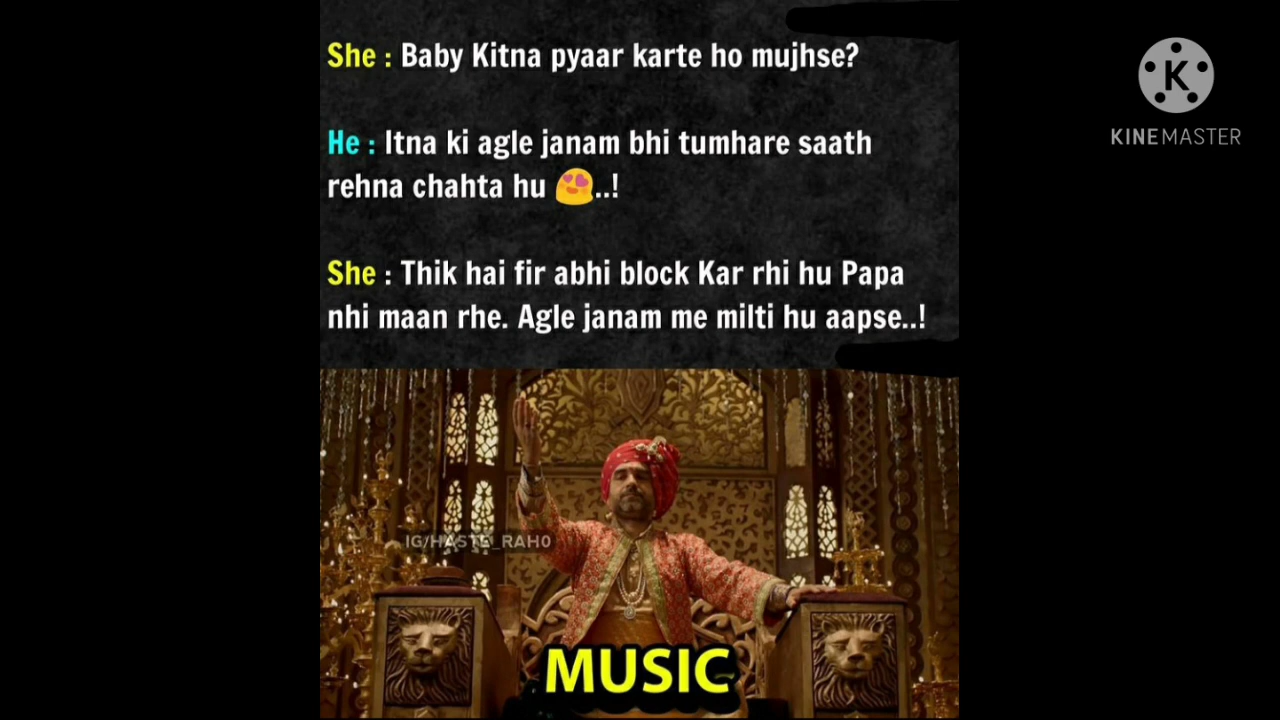 She : Baby Kitna pyaar karte ho mujhse?
He : Itna ki agle janam bhi tumhare saath
rehna chahta hu 😍..!
She : Thik hai fir abhi block Kar rhi hu Papa
nhi maan rhe. Agle janam me milti hu aapse..!
K
KINEMASTER
IG/HASTE_RAHO
MUSIC